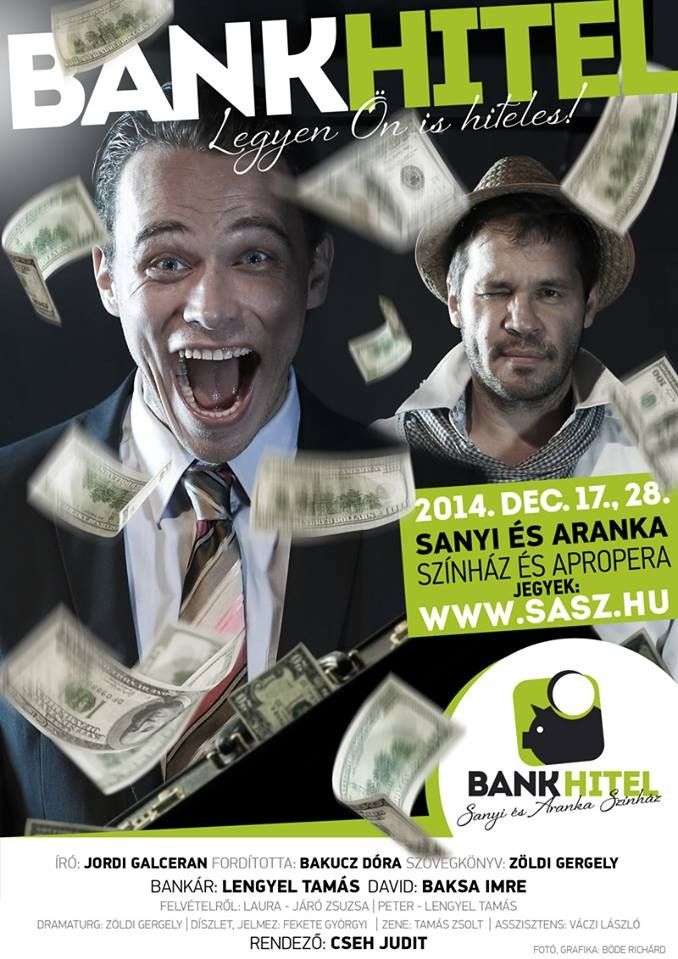 BANKHITEL
Legyen Ön is hiteles!
2014. DEC. 17., 28.
SANYI ÉS ARANKA
SZÍNHÁZ ÉS APROPERA
JEGYEK:
WWW.SASZ.HU
BANKHITEL
Sanyi és Aranka Színház
ÍRÓ: JORDI GALCERAN FORDÍTOTTA: BAKUCZ DÓRA SZÖVEGKÖNYV: ZÖLDI GERGELY
BANKÁR: LENGYEL TAMÁS DAVID: BAKSA IMRE
FELVÉTELRŐL: LAURA - JÁRÓ ZSUZSA | PETER - LENGYEL TAMÁS
DRAMATURG: ZÖLDI GERGELY | DÍSZLET, JELMEZ: FEKETE GYÖRGYI | ZENE: TAMÁS ZSOLT | ASSZISZTENS: VÁCZI LÁSZLÓ
RENDEZŐ: CSEH JUDIT
FOTÓ, GRAFIKA: BÖDE RICHÁRD